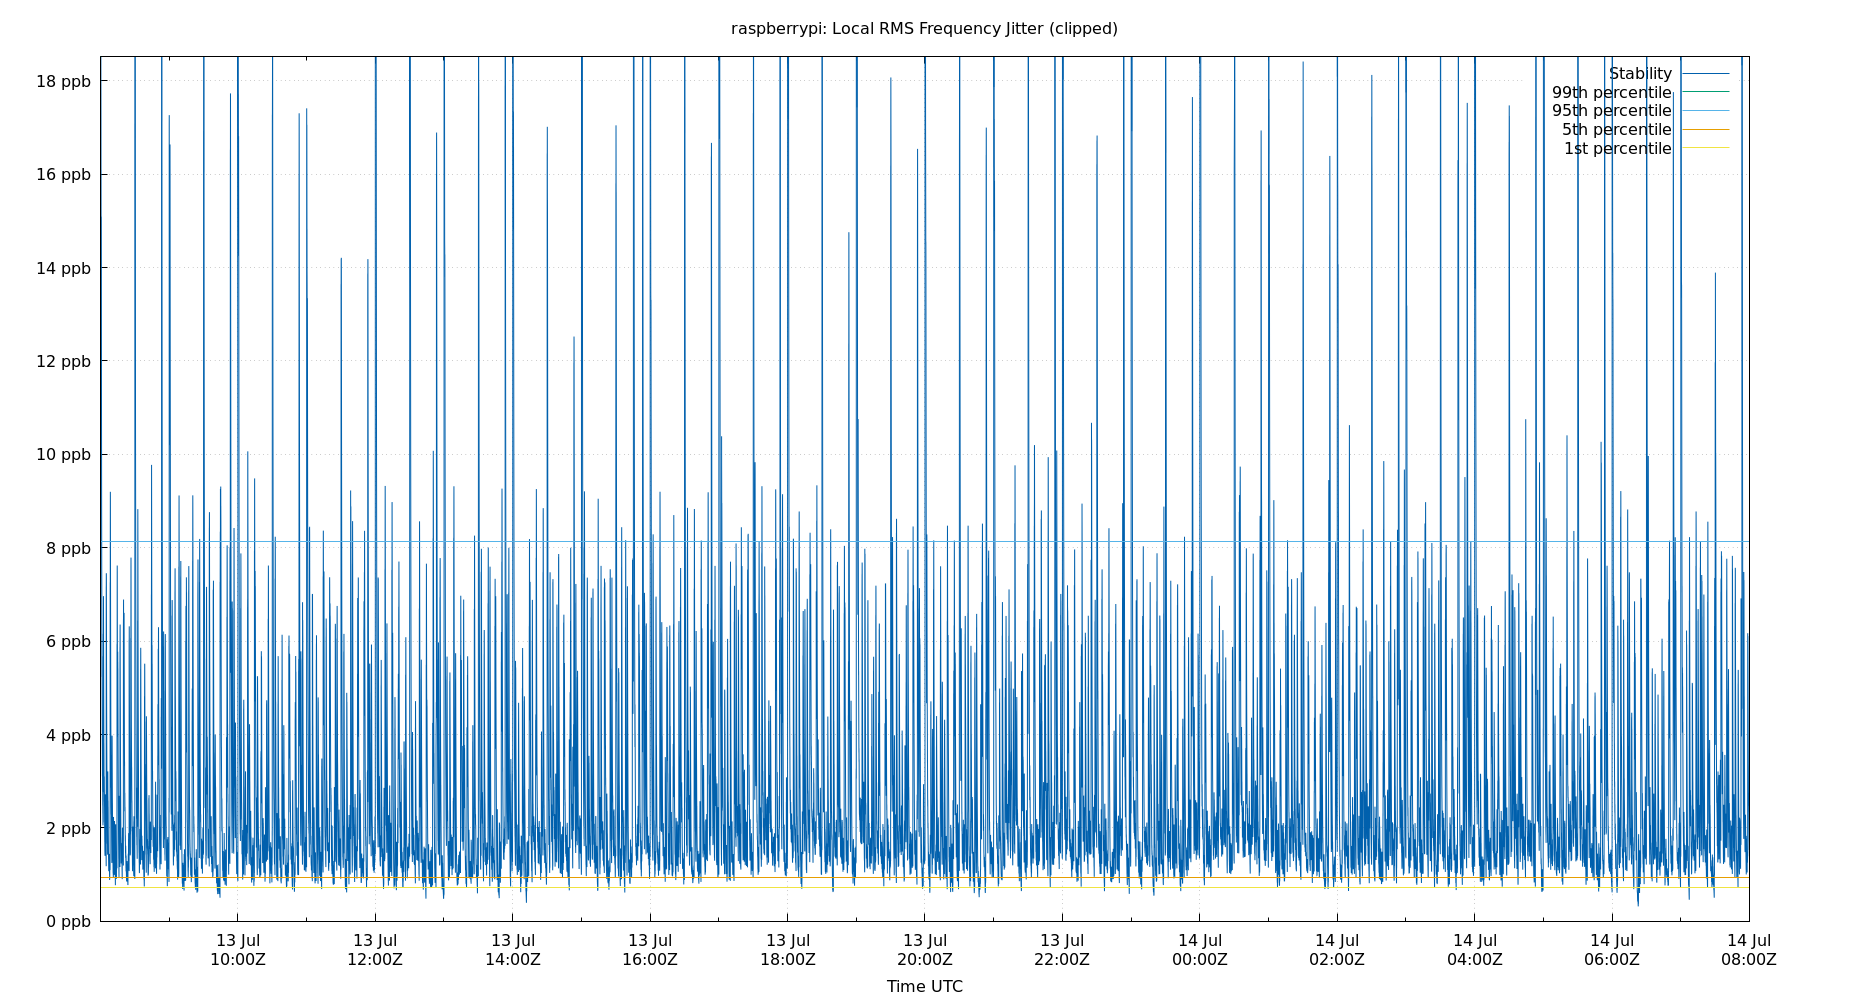 raspberrypi: Local RMS Frequency Jitter (clipped)
18 ppb
16 ppb
14 ppb
12 ppb
10 ppb
8 ppb
6 ppb
4 ppb
2 ppb
0 ppb
Stability
99th percentile
95th percentile
5th percentile
1st percentile
13 Jul
10:00Z
13 Jul
12:00Z
13 Jul
14:00Z
13 Jul
16:00Z
13 Jul
18:00Z
13 Jul
20:00Z
13 Jul
22:00Z
14 Jul
00:00Z
14 Jul
02:00Z
14 Jul
04:00Z
14 Jul
06:00Z
14 Jul
08:00Z
Time UTC